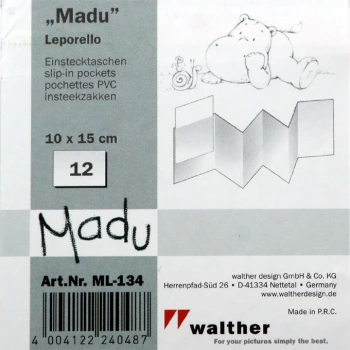 „Madu”
Leporello
Einstecktaschen
slip-in pockets
pochettes PVC
insteekzakken
10 x 15 cm
12
Madu
Art.Nr. ML-134
4 004122 240487
walther design GmbH & Co. KG
Herrenpfad-Süd 26 • D-41334 Nettetal • Germany
www.waltherdesign.de
Made in P.R.C.
walther
For your pictures simply the best.